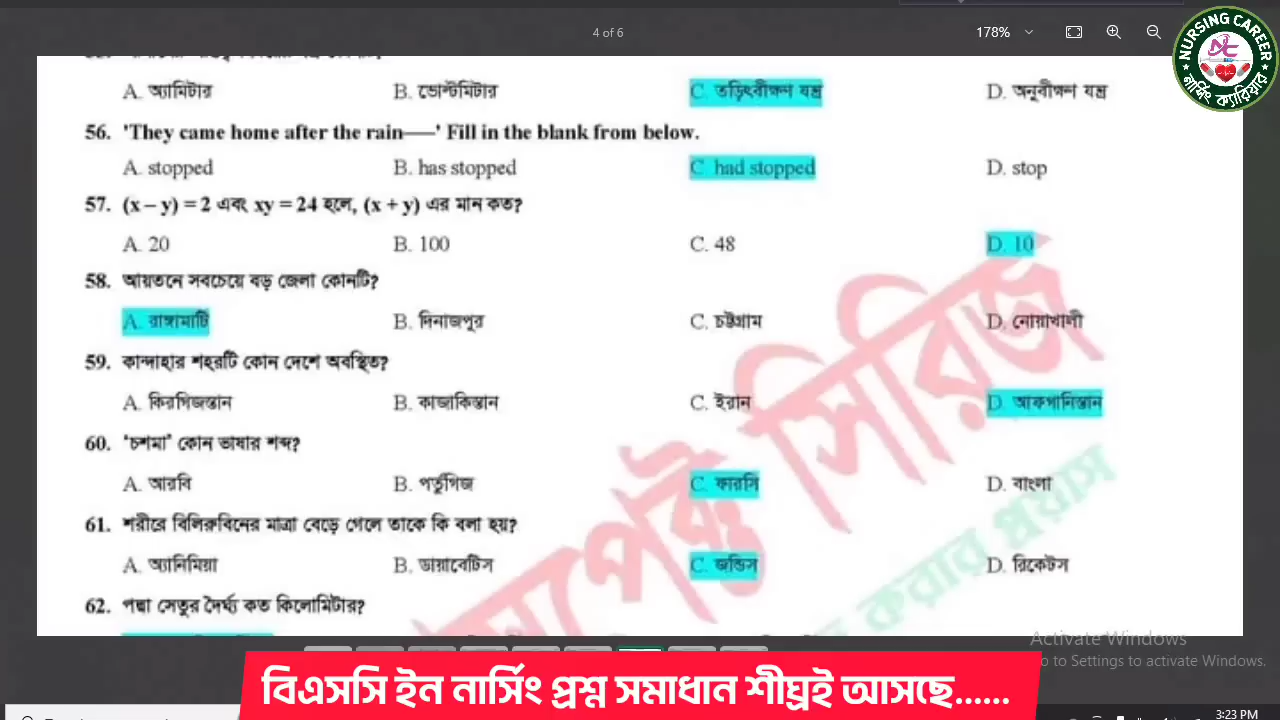 4 of 6
178%
NURSING CAREER
NC
নার্সিং ক্যারিয়ার
A. অ্যামিটার B. ভোল্টমিটার C. তড়িৎবীক্ষণ যন্ত্র D. অনুবীক্ষণ যন্ত্র
56. 'They came home after the rain——' Fill in the blank from below.
A. stopped B. has stopped C. had stopped D. stop
57. (x – y) = 2 এবং xy = 24 হলে, (x + y) এর মান কত?
A. 20 B. 100 C. 48 D. 10
58. আয়তনে সবচেয়ে বড় জেলা কোনটি?
A. রাঙ্গামাটি B. দিনাজপুর C. চট্টগ্রাম D. নোয়াখালী
59. কান্দাহার শহরটি কোন দেশে অবস্থিত?
A. কিরগিজস্তান B. কাজাকিস্তান C. ইরান D. আফগানিস্তান
60. 'চশমা' কোন ভাষার শব্দ?
A. আরবি B. পর্তুগিজ C. ফারসি D. বাংলা
61. শরীরে বিলিরুবিনের মাত্রা বেড়ে গেলে তাকে কি বলা হয়?
A. অ্যানিমিয়া B. ডায়াবেটিস C. জন্ডিস D. রিকেটস
62. পদ্মা সেতুর দৈর্ঘ্য কত কিলোমিটার?
সিরিজ
করার প্রয়াস
Activate Windows
o to Settings to activate Windows.
বিএসসি ইন নার্সিং প্রশ্ন সমাধান শীঘ্রই আসছে......
3:23 PM